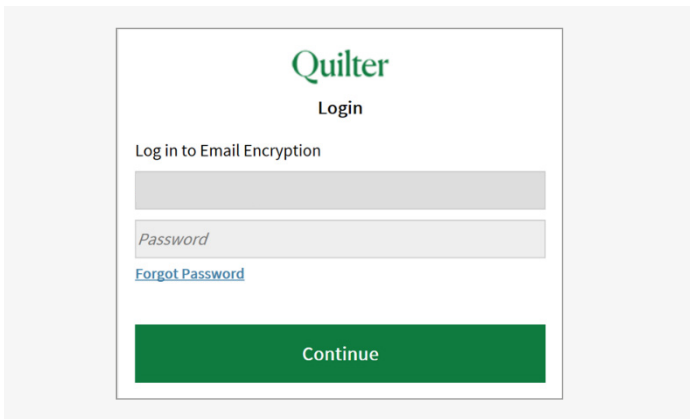 Quilter
Login
Log in to Email Encryption
Password
Forgot Password
Continue